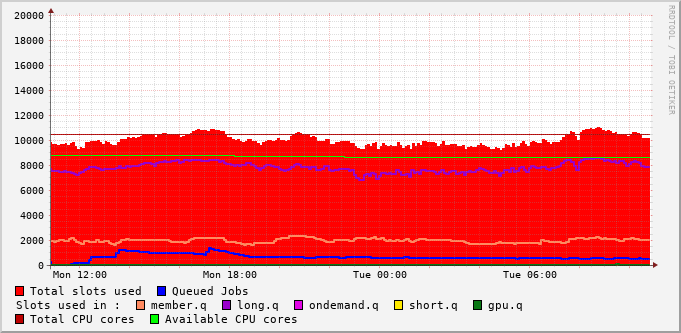 20000
18000
16000
14000
12000
10000
8000
6000
4000
2000
0
Mon 12:00 Mon 18:00 Tue 00:00 Tue 06:00
RRDTOOL / TOBI OETIKER
Total slots used Queued Jobs
Slots used in : member.q long.q ondemand.q short.q gpu.q
Total CPU cores Available CPU cores